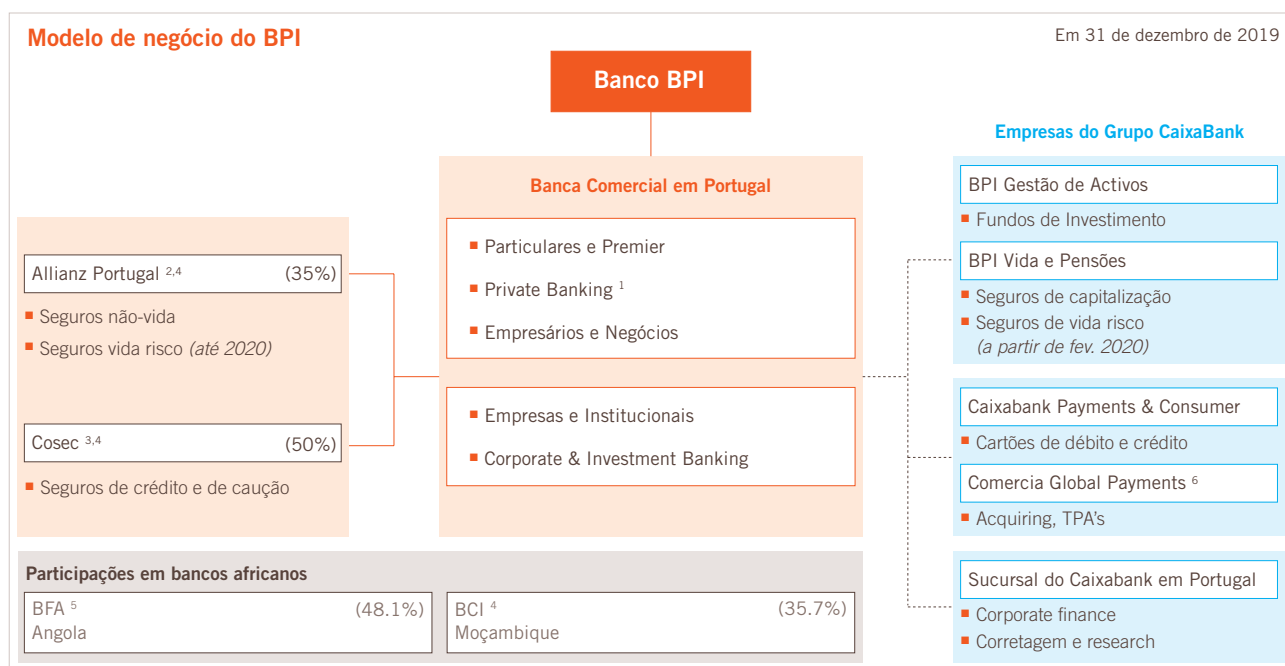 Modelo de negócio do BPI
Em 31 de dezembro de 2019
Banco BPI
Banca Comercial em Portugal
Particulares e Premier
Private Banking 1
Empresários e Negócios
Empresas e Institucionais
Corporate & Investment Banking
Allianz Portugal 2,4 (35%)
Seguros não-vida
Seguros vida risco (até 2020)
Cosec 3,4 (50%)
Seguros de crédito e de caução
Empresas do Grupo CaixaBank
BPI Gestão de Activos
Fundos de Investimento
BPI Vida e Pensões
Seguros de capitalização
Seguros de vida risco
(a partir de fev. 2020)
Caixabank Payments & Consumer
Cartões de débito e crédito
Comercia Global Payments 6
Acquiring, TPA's
Sucursal do Caixabank em Portugal
Corporate finance
Corretagem e research
Participações em bancos africanos
BFA 5 (48.1%)
Angola
BCI 4 (35.7%)
Moçambique